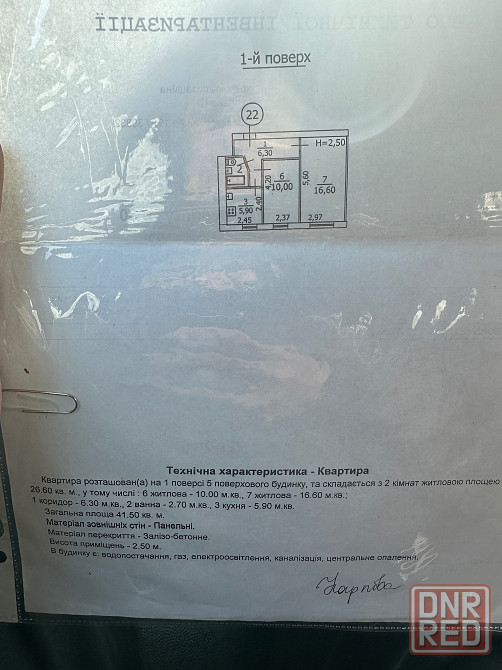 1-й поверх
22
1
6,30
H=2,50
2
6
10,00
4,20
5,60
7
16,60
3
5,90
2,40
2,45
2,37
2,97
Технічна характеристика - Квартира
Квартира розташован(а) на 1 поверсі 5 поверхового будинку, та складається з 2 кімнат житловою площею
26.60 кв. м., у тому числі : 6 житлова - 10.00 м.кв., 7 житлова - 16.60 м.кв.;
1 коридор - 6.30 м.кв., 2 ванна - 2.70 м.кв., 3 кухня - 5.90 м.кв.
Загальна площа 41.50 кв. м.
Матеріал зовнішніх стін - Панельні.
Матеріал перекриття - Залізо-бетонне.
Висота приміщень - 2.50 м.
В будинку є: водопостачання, газ, електроосвітлення, каналізація, центральне опалення.
DNR
RED